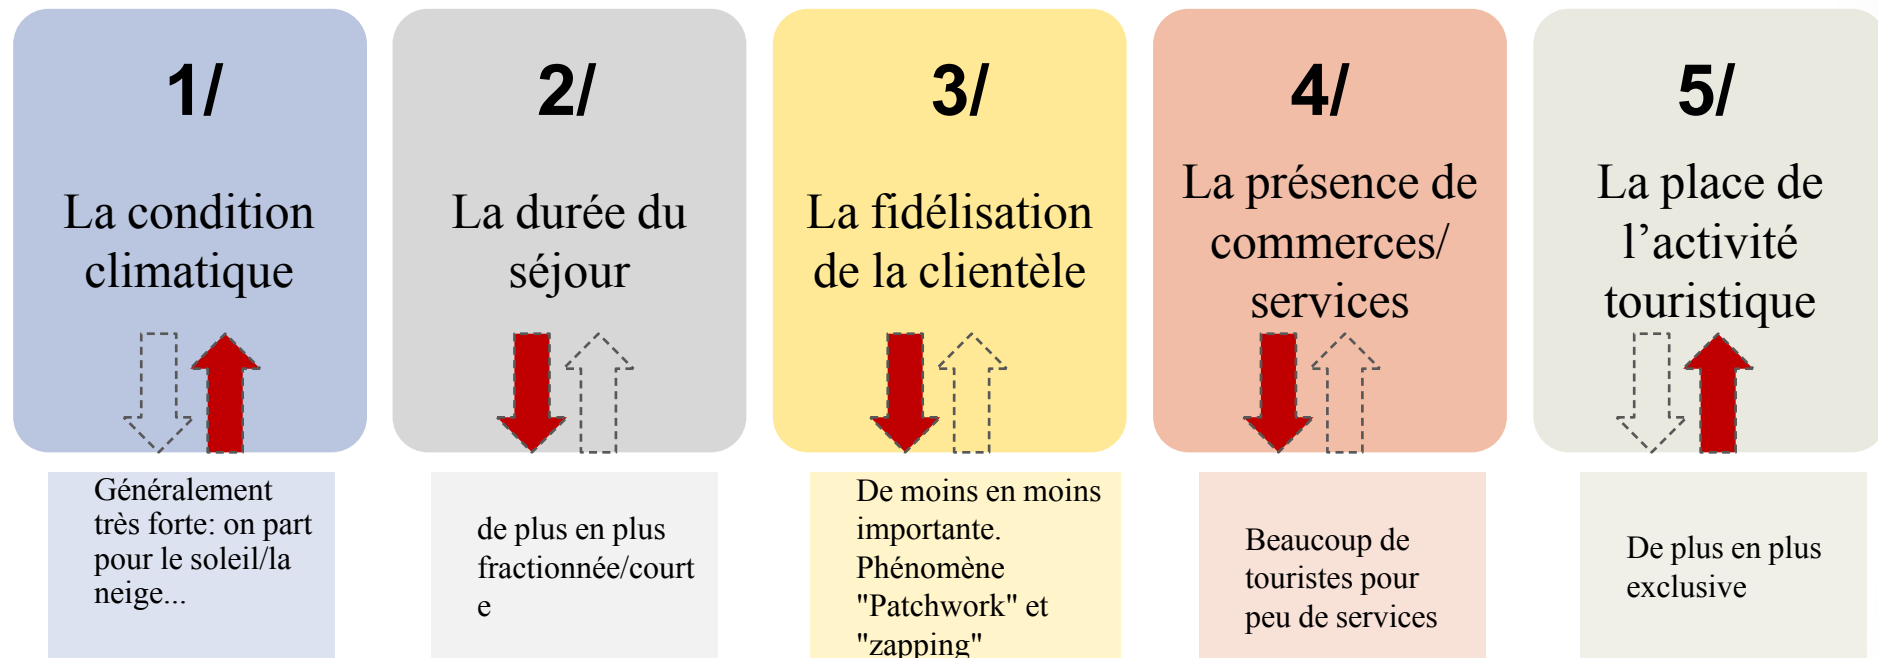 1/
La condition
climatique
Généralement
très forte: on part
pour le soleil/la
neige...
2/
La durée du
séjour
de plus en plus
fractionnée/court
e
3/
La fidélisation
de la clientèle
De moins en moins
importante.
Phénomène
"Patchwork" et
"zapping"
4/
La présence de
commerces/
services
Beaucoup de
touristes pour
peu de services
5/
La place de
l’activité
touristique
De plus en plus
exclusive